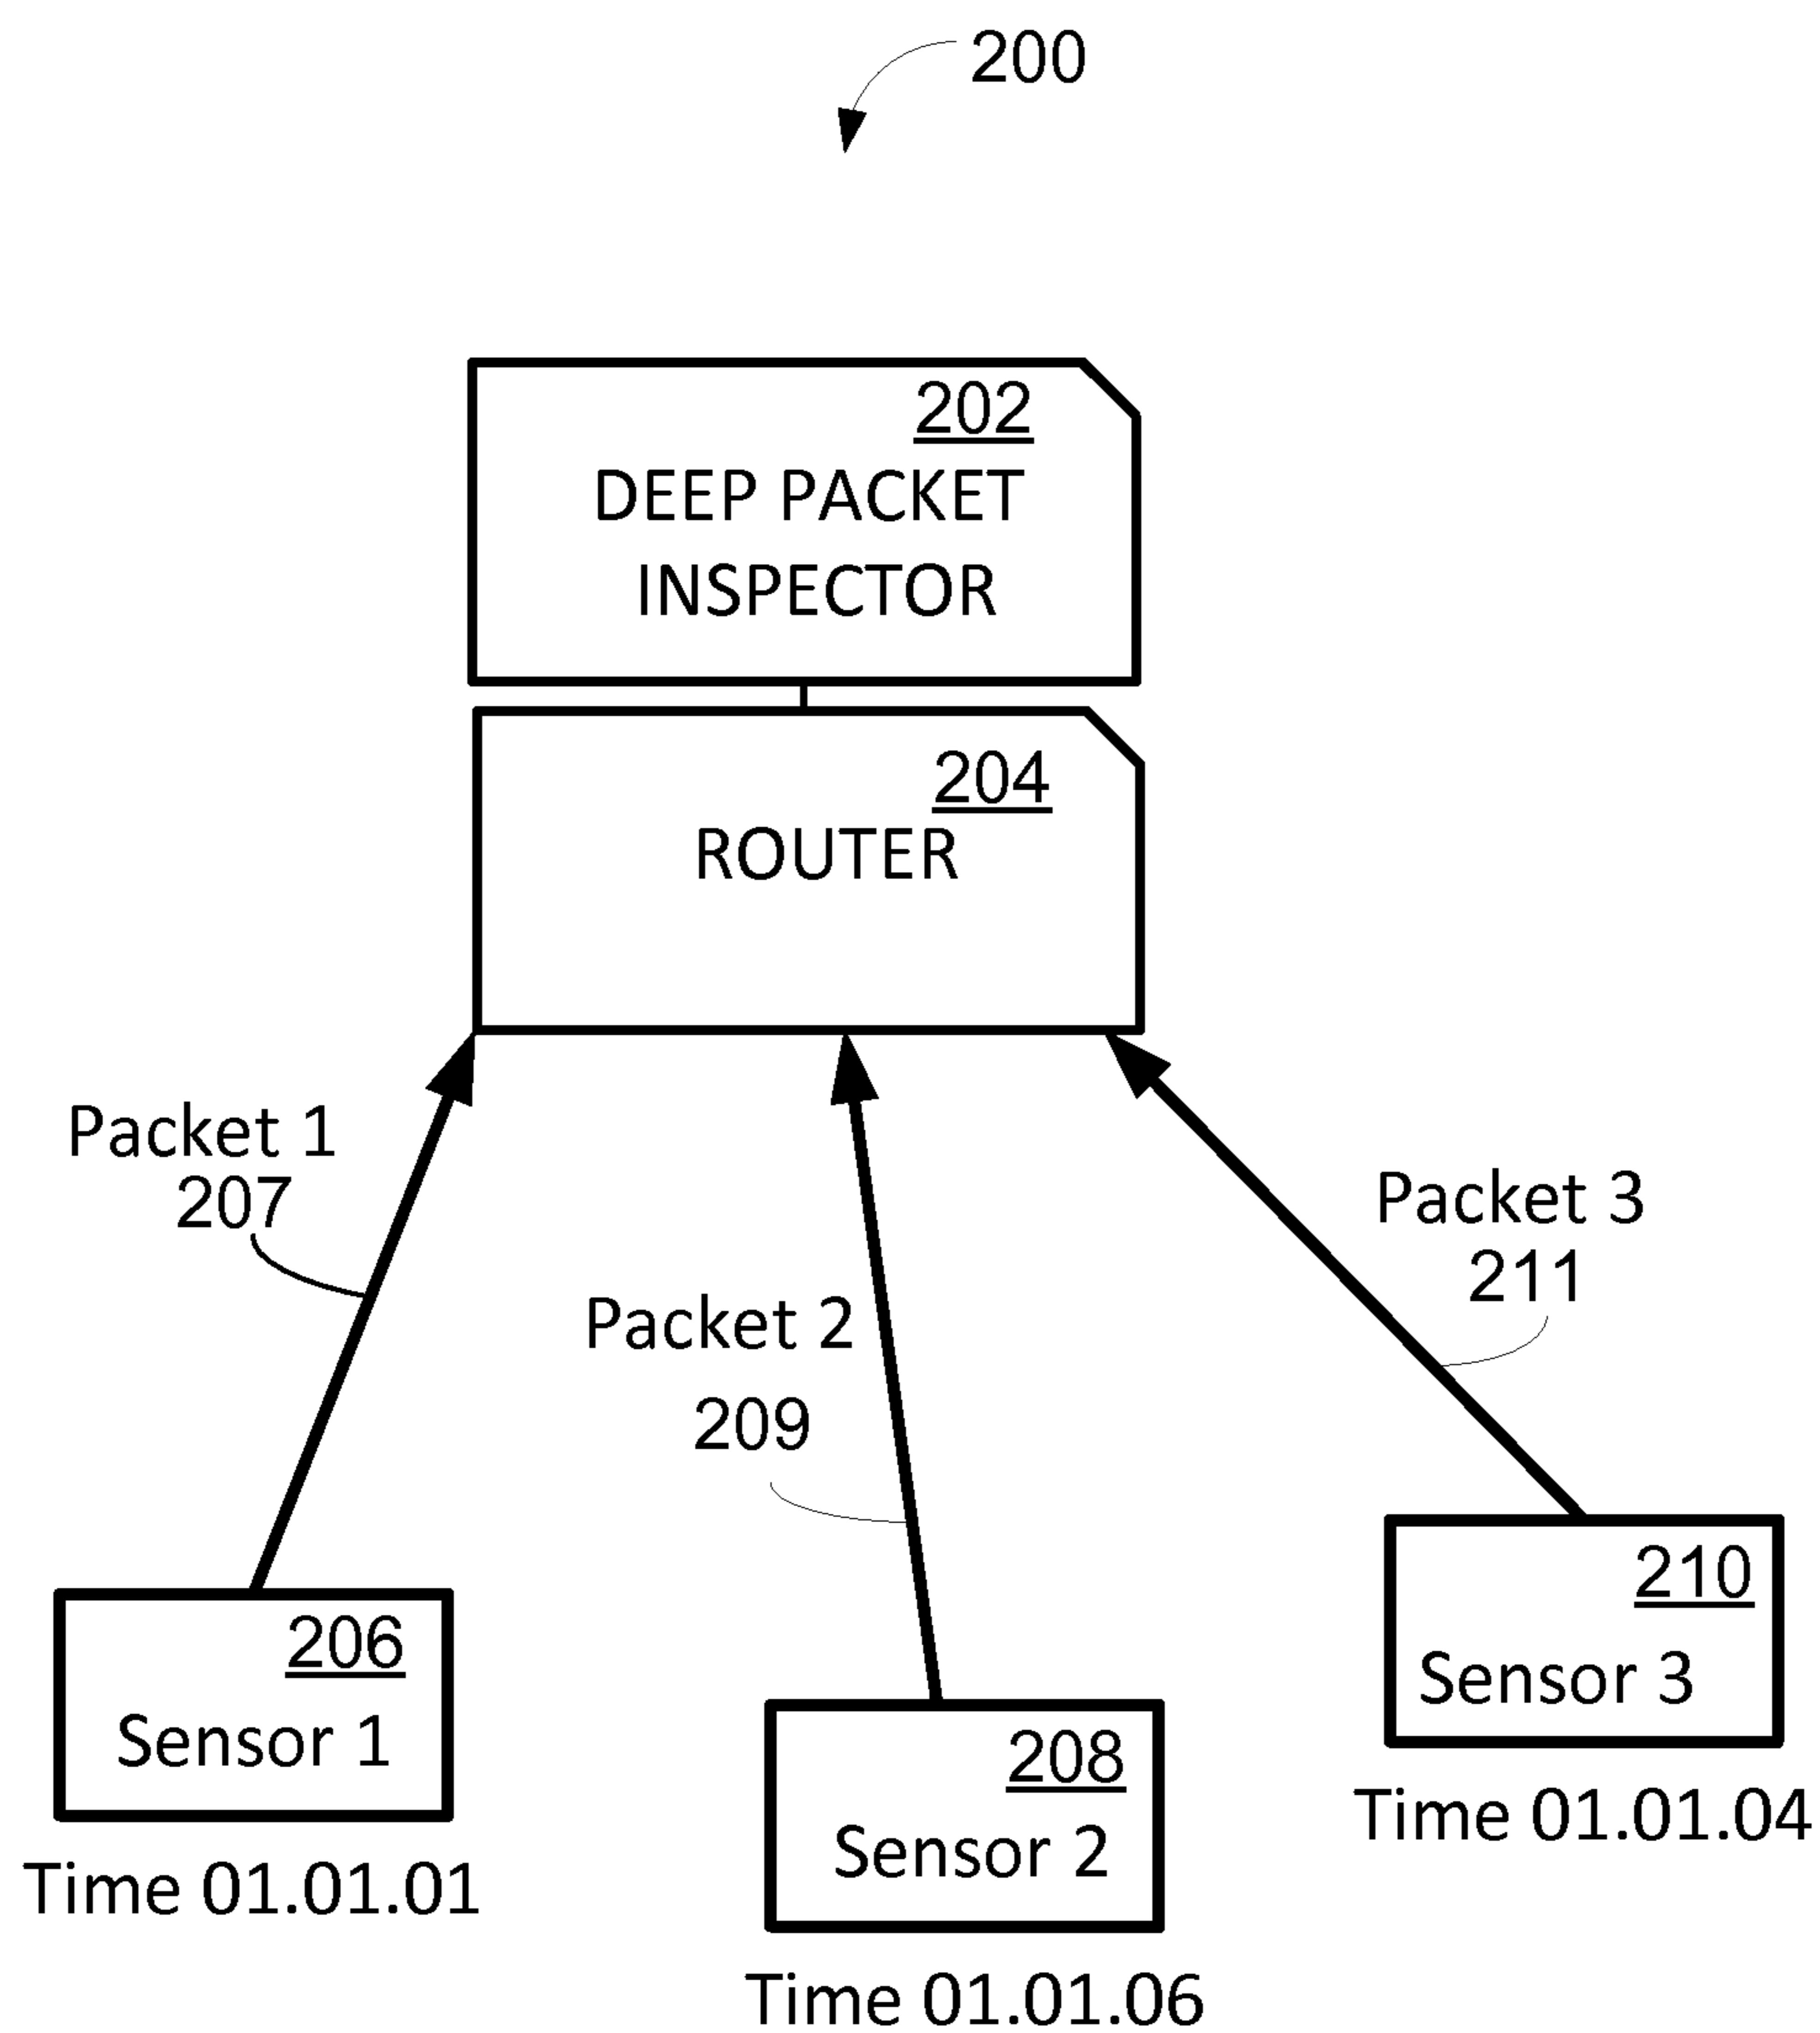 200
202
DEEP PACKET
INSPECTOR
204
ROUTER
Packet 1
207
Packet 2
209
Packet 3
211
206
Sensor 1
Time 01.01.01
208
Sensor 2
Time 01.01.06
210
Sensor 3
Time 01.01.04